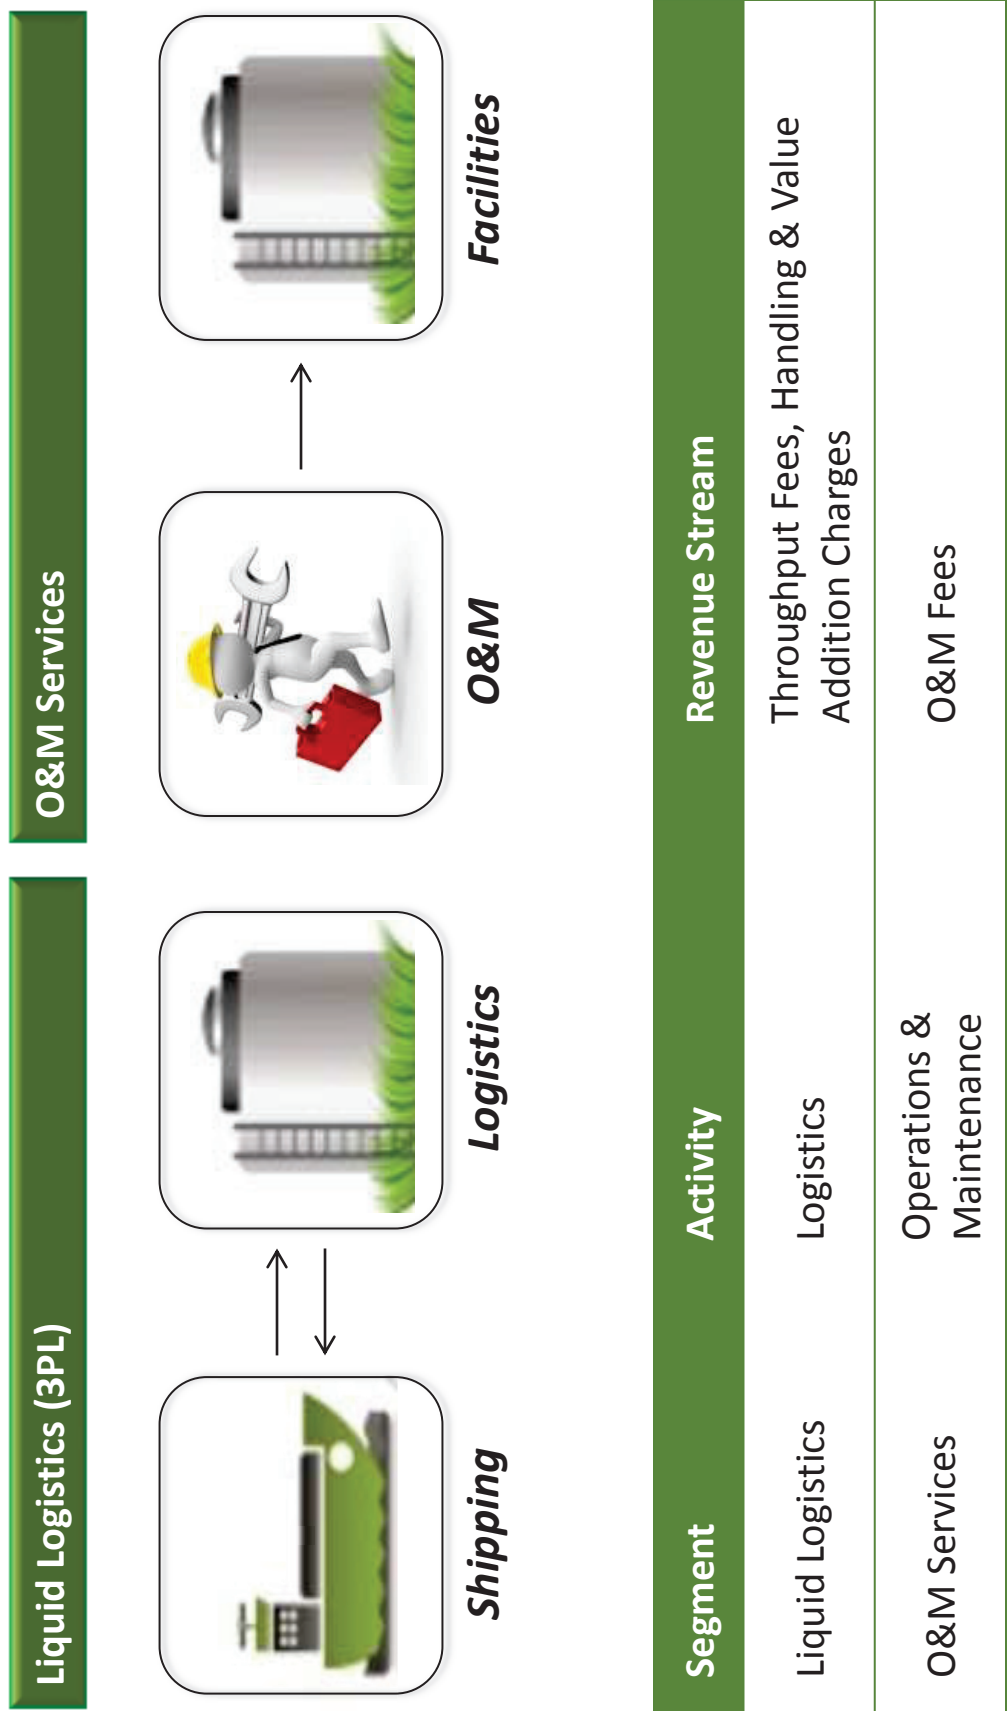 Liquid Logistics (3PL)
O&M Services
Shipping
Logistics
O&M
Facilities
Segment
Activity
Revenue Stream
Liquid Logistics
Logistics
Throughput Fees, Handling & Value
Addition Charges
O&M Services
Operations &
Maintenance
O&M Fees